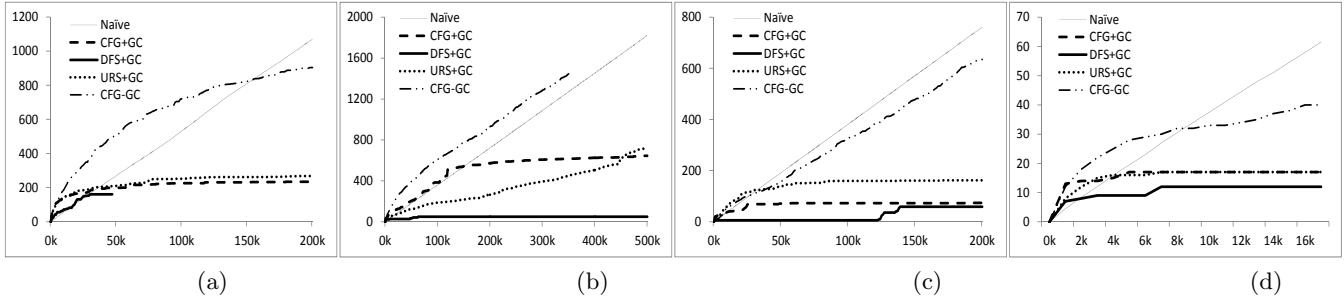 1200
1000
800
600
400
200
0
0k 50k 100k 150k 200k
Naïve
CFG+GC
DFS+GC
URS+GC
CFG-GC
(a)
2000
1600
1200
800
400
0
0k 100k 200k 300k 400k 500k
Naïve
CFG+GC
DFS+GC
URS+GC
CFG-GC
(b)
800
600
400
200
0
0k 50k 100k 150k 200k
Naïve
CFG+GC
DFS+GC
URS+GC
CFG-GC
(c)
70
60
50
40
30
20
10
0
0k 2k 4k 6k 8k 10k 12k 14k 16k
Naïve
CFG+GC
DFS+GC
URS+GC
CFG-GC
(d)